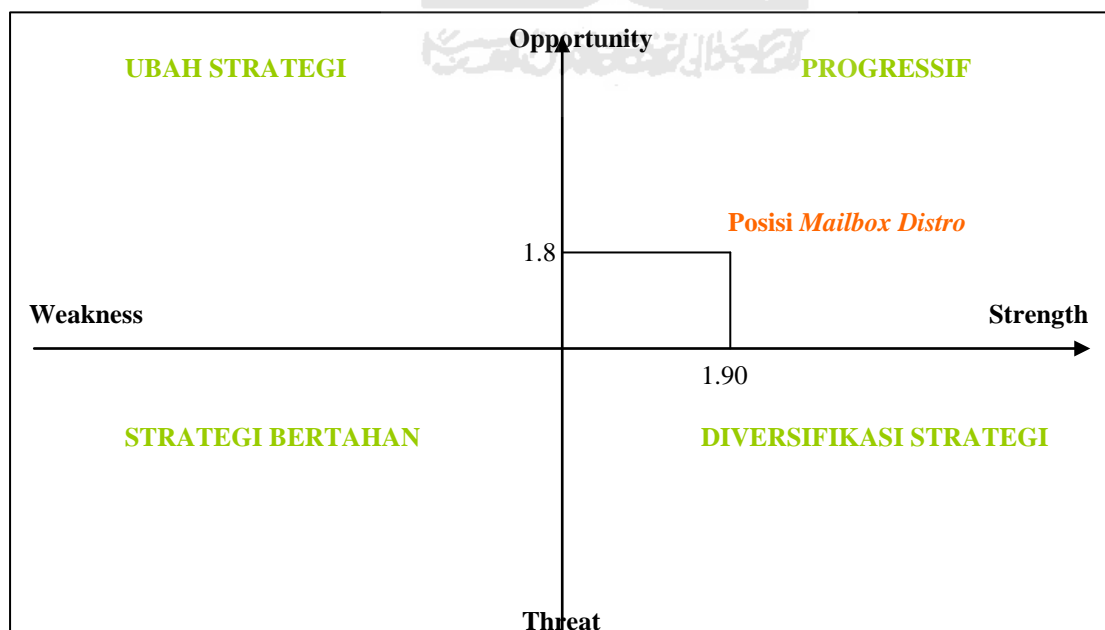 Opportunity
UBAH STRATEGI
PROGRESSIF
Posisi Mailbox Distro
1.8
Weakness
Strength
1.90
STRATEGI BERTAHAN
DIVERSIFIKASI STRATEGI
Threat